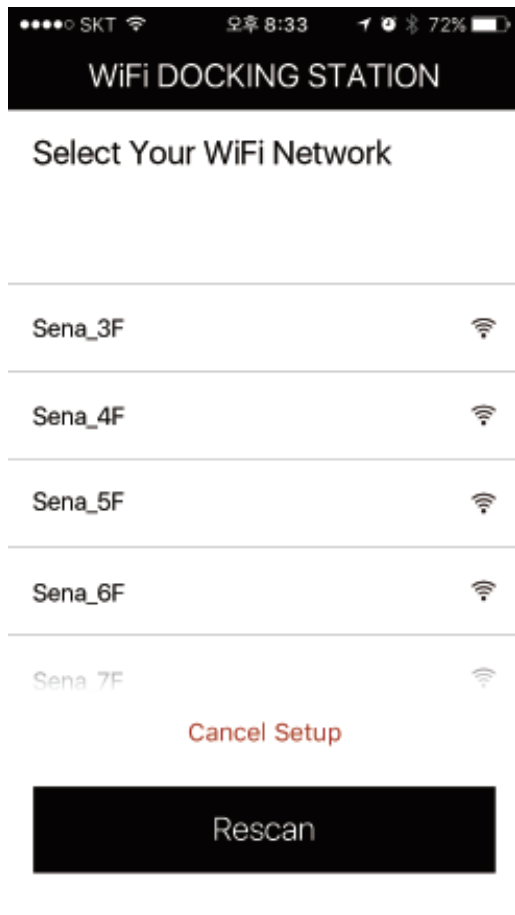 SKT 오후 8:33 72%
WiFi DOCKING STATION
Select Your WiFi Network
Sena_3F
Sena_4F
Sena_5F
Sena_6F
Sena_7F
Cancel Setup
Rescan